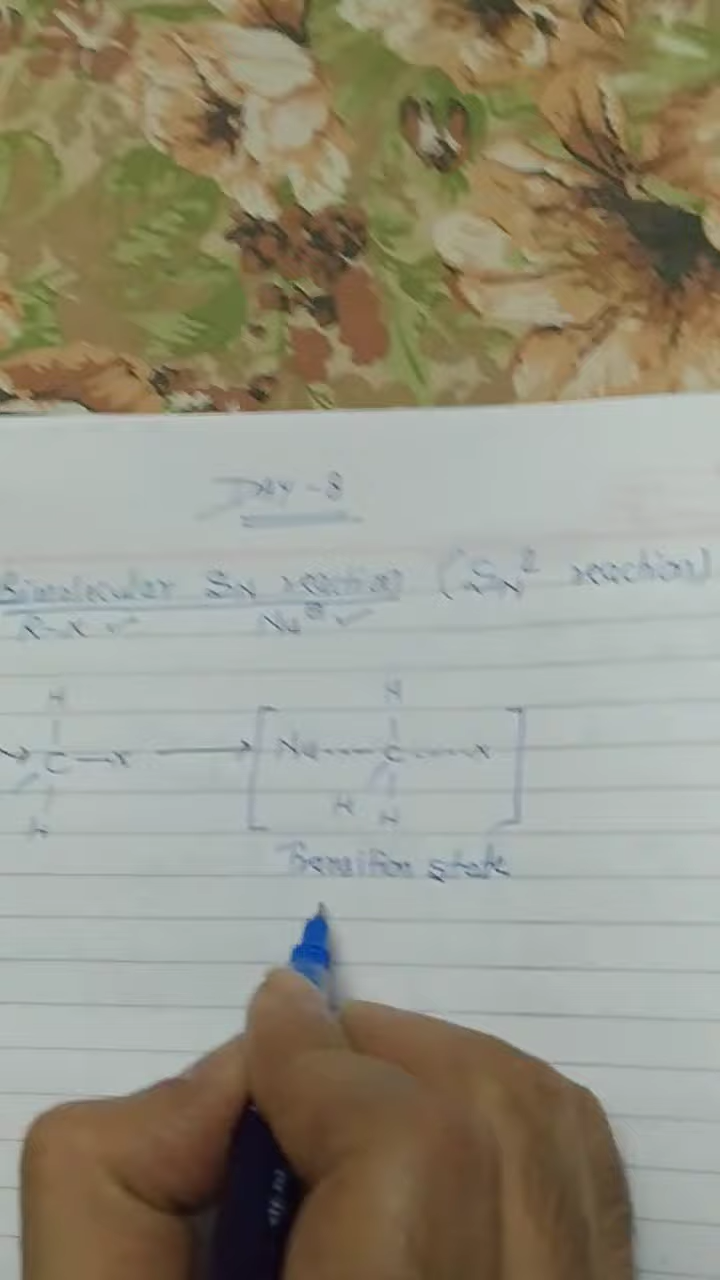 Day-8
Bimolecular SN reaction (SN² reaction)
R-X ✓ Nu⊖ ✓
H H
C—X → [Nu----C----X]
H H H
Transition state